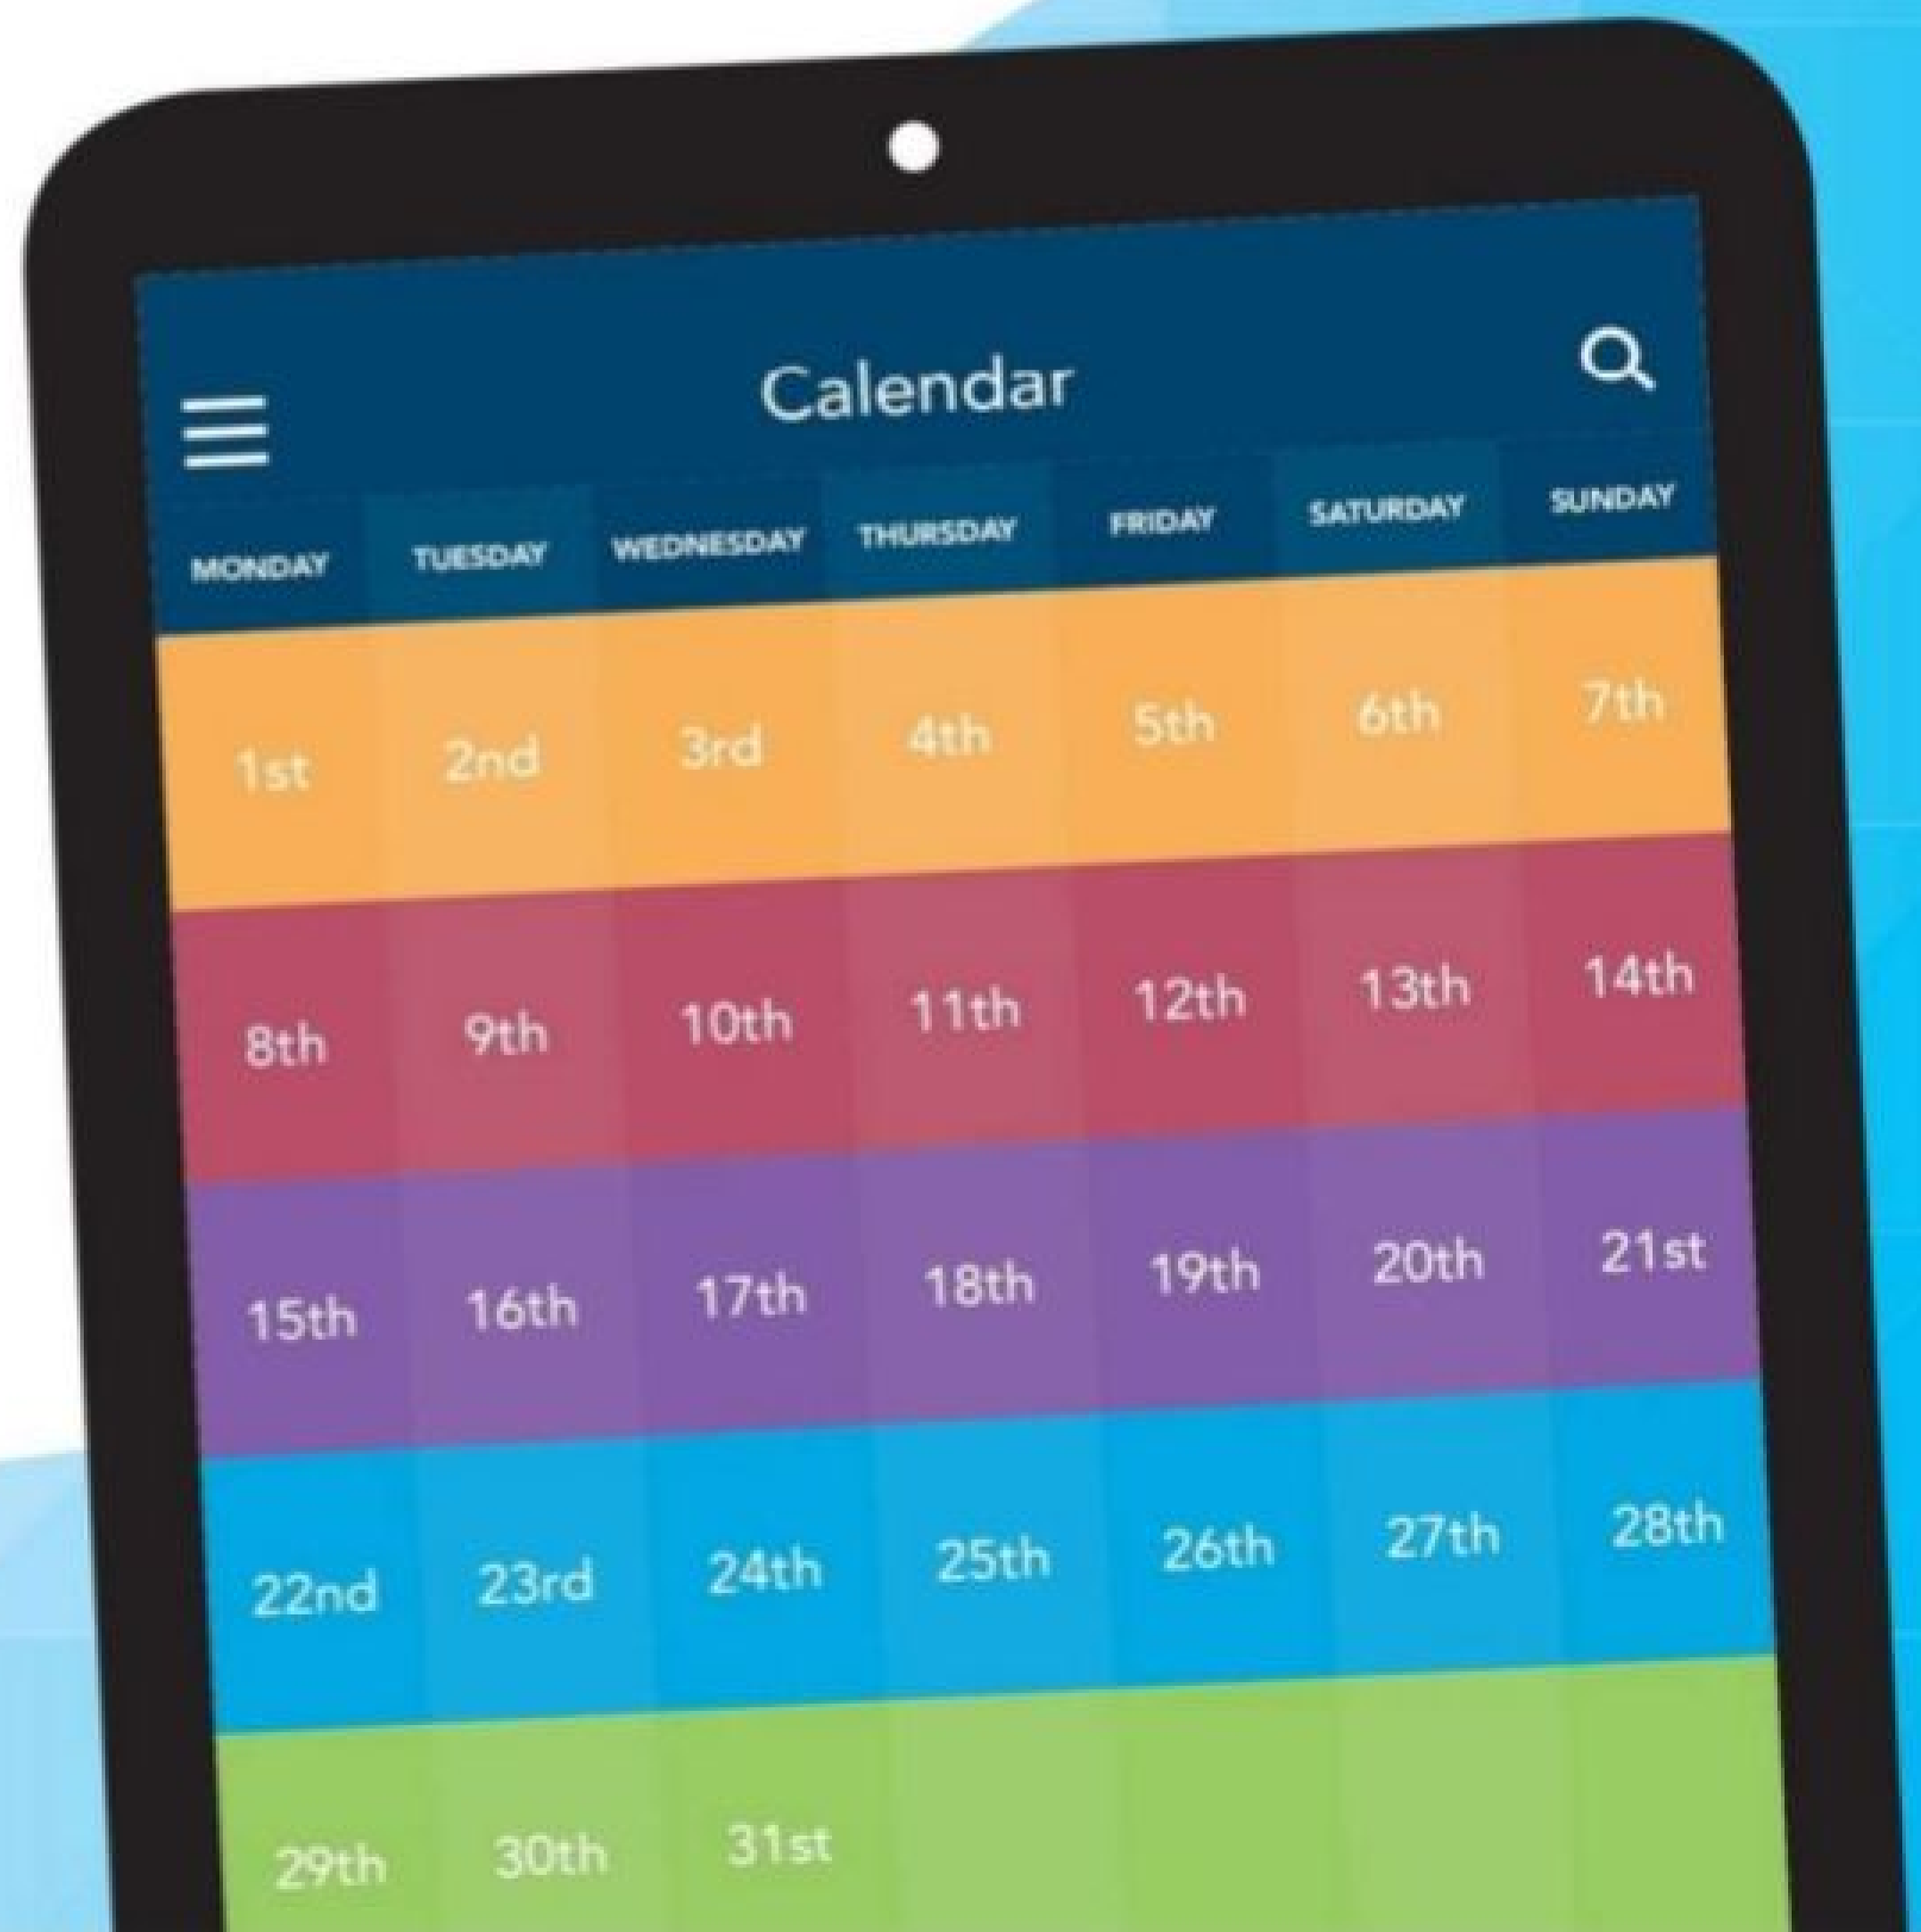 Calendar
MONDAY TUESDAY WEDNESDAY THURSDAY FRIDAY SATURDAY SUNDAY
1st 2nd 3rd 4th 5th 6th 7th
8th 9th 10th 11th 12th 13th 14th
15th 16th 17th 18th 19th 20th 21st
22nd 23rd 24th 25th 26th 27th 28th
29th 30th 31st